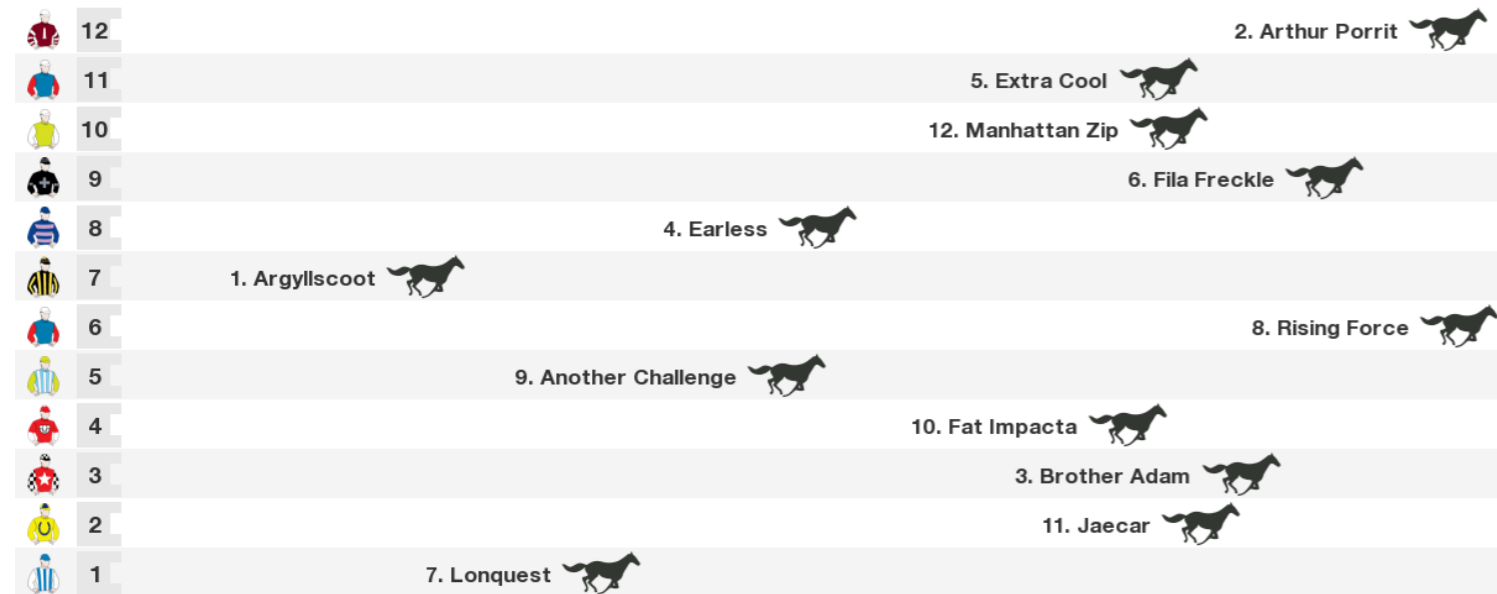 12 2. Arthur Porrit
11 5. Extra Cool
10 12. Manhattan Zip
9 6. Fila Freckle
8 4. Earless
7 1. Argyllscoot
6 8. Rising Force
5 9. Another Challenge
4 10. Fat Impacta
3 3. Brother Adam
2 11. Jaecar
1 7. Lonquest